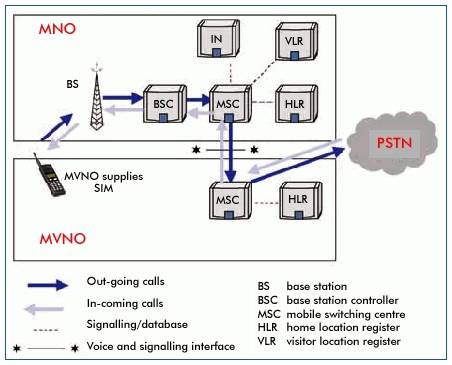 MNO
IN
VLR
BS
BSC
MSC
HLR
PSTN
MVNO supplies
SIM
MSC
HLR
MVNO
Out-going calls
In-coming calls
Signalling/database
Voice and signalling interface
BS base station
BSC base station controller
MSC mobile switching centre
HLR home location register
VLR visitor location register